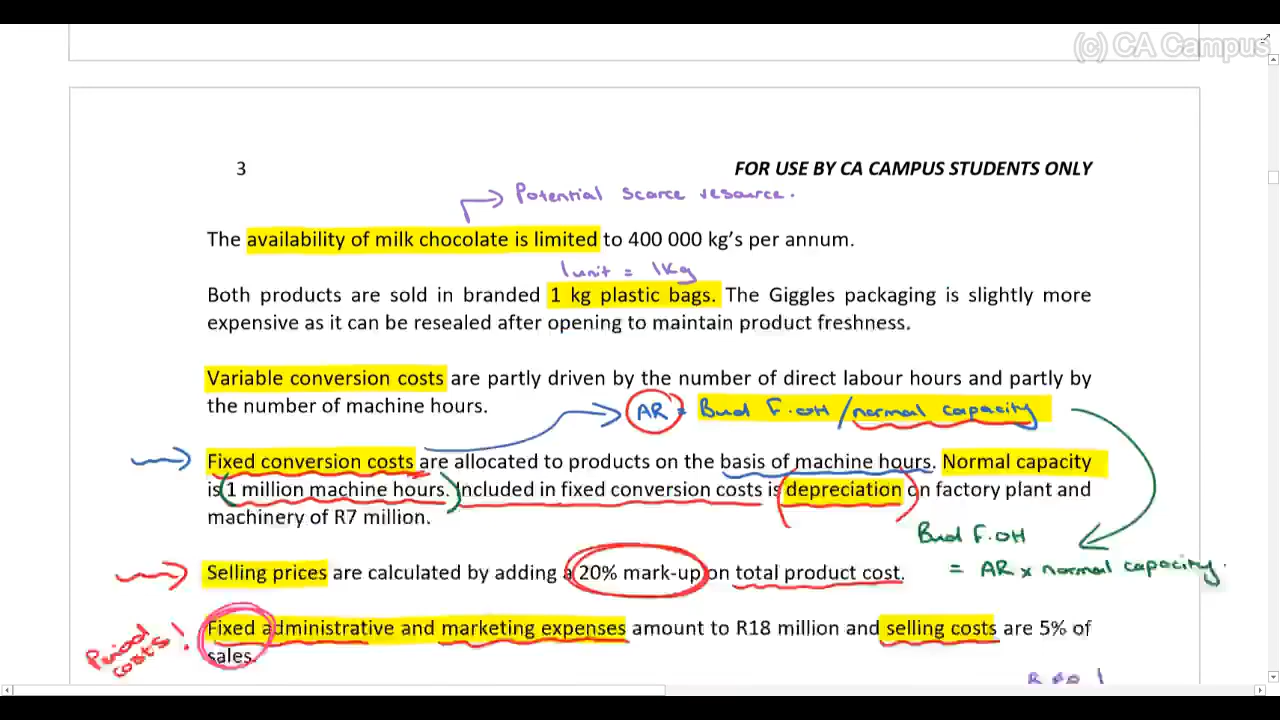 (c) CA Campus
3 FOR USE BY CA CAMPUS STUDENTS ONLY
Potential scarce resource.
The availability of milk chocolate is limited to 400 000 kg's per annum.
1 unit = 1kg
Both products are sold in branded 1 kg plastic bags. The Giggles packaging is slightly more
expensive as it can be resealed after opening to maintain product freshness.
Variable conversion costs are partly driven by the number of direct labour hours and partly by
the number of machine hours.
AR = Bud F.OH / normal capacity
Fixed conversion costs are allocated to products on the basis of machine hours. Normal capacity
is 1 million machine hours. Included in fixed conversion costs is depreciation on factory plant and
machinery of R7 million.
Bud F.OH
= AR x normal capacity.
Selling prices are calculated by adding a 20% mark-up on total product cost.
Period costs!
Fixed administrative and marketing expenses amount to R18 million and selling costs are 5% of
sales.